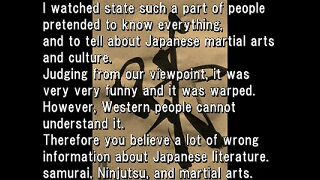 I watched state such a part of people
pretended to know everything,
and to tell about Japanese martial arts
and culture.
Judging from our viewpoint, it was
very very funny and it was warped.
However, Western people cannot
understand it.
Therefore you believe a lot of wrong
information about Japanese literature.
samurai, Ninjutsu, and martial arts.